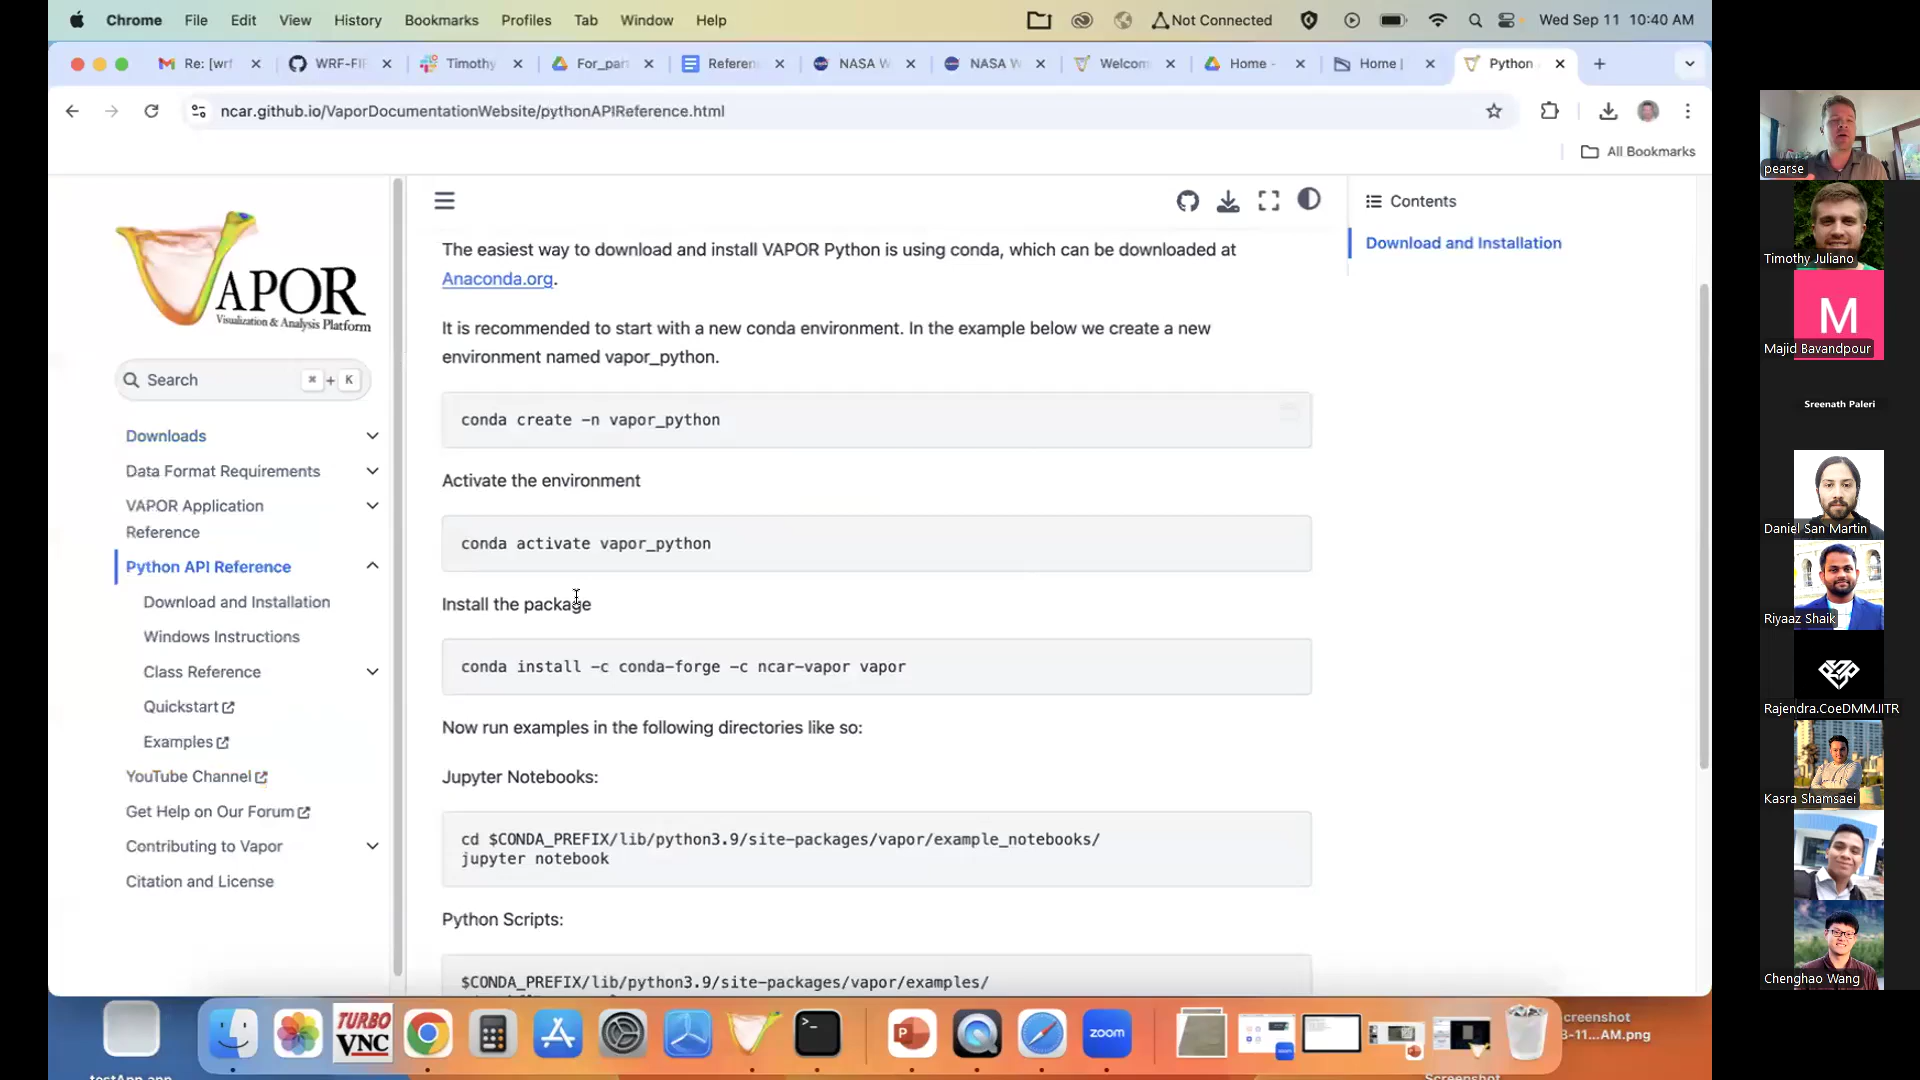 Chrome File Edit View History Bookmarks Profiles Tab Window Help
Not Connected Wed Sep 11 10:40 AM
Re: [wrf WRF-FI Timothy For_par Referen NASA W NASA W Welcom Home - Home | Python
ncar.github.io/VaporDocumentationWebsite/pythonAPIReference.html
All Bookmarks
VAPOR
Visualization & Analysis Platform
Search ⌘ + K
Downloads
Data Format Requirements
VAPOR Application
Reference
Python API Reference
Download and Installation
Windows Instructions
Class Reference
Quickstart
Examples
YouTube Channel
Get Help on Our Forum
Contributing to Vapor
Citation and License
The easiest way to download and install VAPOR Python is using conda, which can be downloaded at
Anaconda.org.
It is recommended to start with a new conda environment. In the example below we create a new
environment named vapor_python.
conda create -n vapor_python
Activate the environment
conda activate vapor_python
Install the package
conda install -c conda-forge -c ncar-vapor vapor
Now run examples in the following directories like so:
Jupyter Notebooks:
cd $CONDA_PREFIX/lib/python3.9/site-packages/vapor/example_notebooks/
jupyter notebook
Python Scripts:
$CONDA_PREFIX/lib/python3.9/site-packages/vapor/examples/
Contents
Download and Installation
pearse
Timothy Juliano
M
Majid Bavandpour
Sreenath Paleri
Daniel San Martin
Riyaaz Shaik
Rajendra.CoeDMM.IITR
Kasra Shamsaei
Chenghao Wang
TURBO
VNC
zoom
creenshot
3-11...AM.png
testApp.app
Screenshot